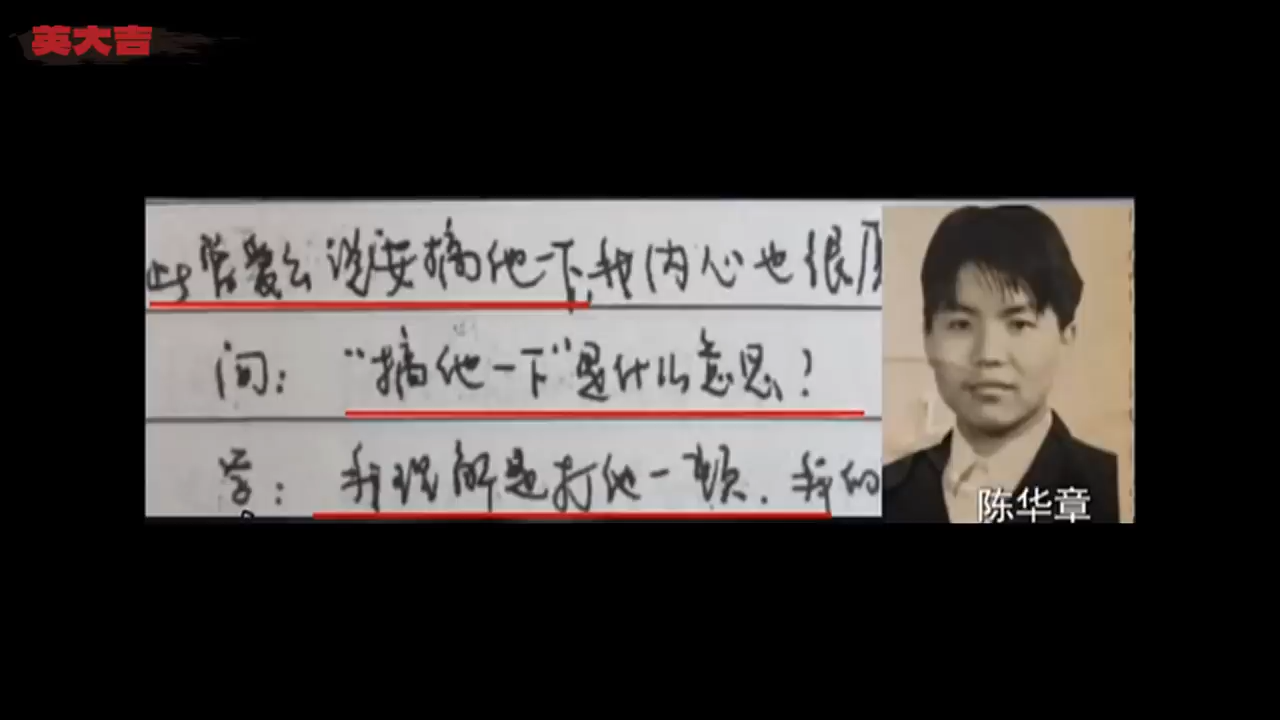 英大吉
说要搞他一下,我内心也很
问：“搞他一下”是什么意思？
答：我理解是打他一顿.我的
陈华章